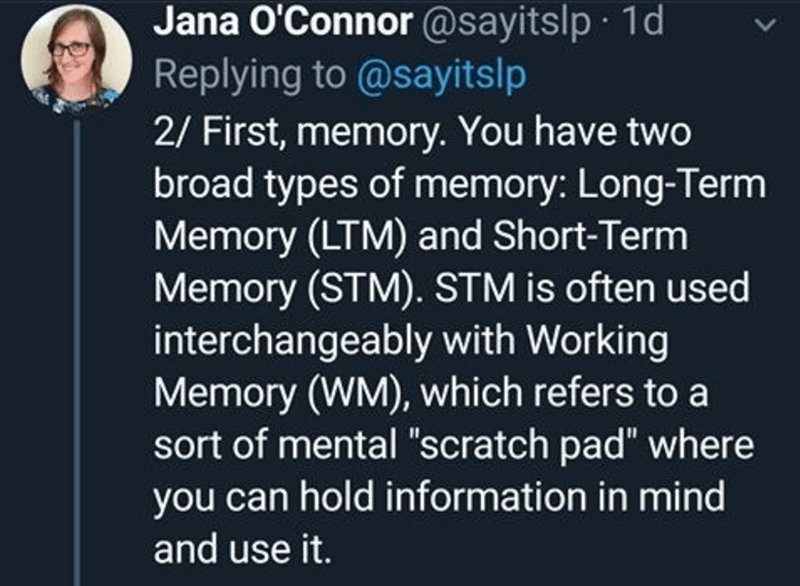 Jana O'Connor @sayitslp · 1d
Replying to @sayitslp
2/ First, memory. You have two
broad types of memory: Long-Term
Memory (LTM) and Short-Term
Memory (STM). STM is often used
interchangeably with Working
Memory (WM), which refers to a
sort of mental "scratch pad" where
you can hold information in mind
and use it.